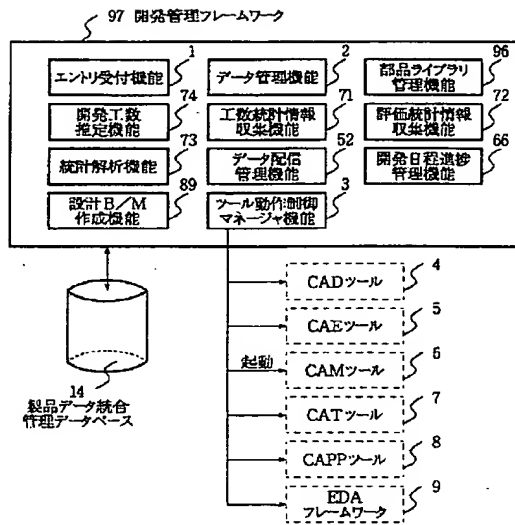 97 開発管理フレームワーク
1
エントリ受付機能
2
データ管理機能
96
部品ライブラリ
管理機能
74
開発工数
推定機能
71
工数統計情報
収集機能
72
評価統計情報
収集機能
73
統計解析機能
52
データ配信
管理機能
66
開発日程進捗
管理機能
89
設計B/M
作成機能
3
ツール動作制御
マネージャ機能
14
製品データ統合
管理データベース
起動
4
CADツール
5
CAEツール
6
CAMツール
7
CATツール
8
CAPPツール
9
EDA
フレームワーク